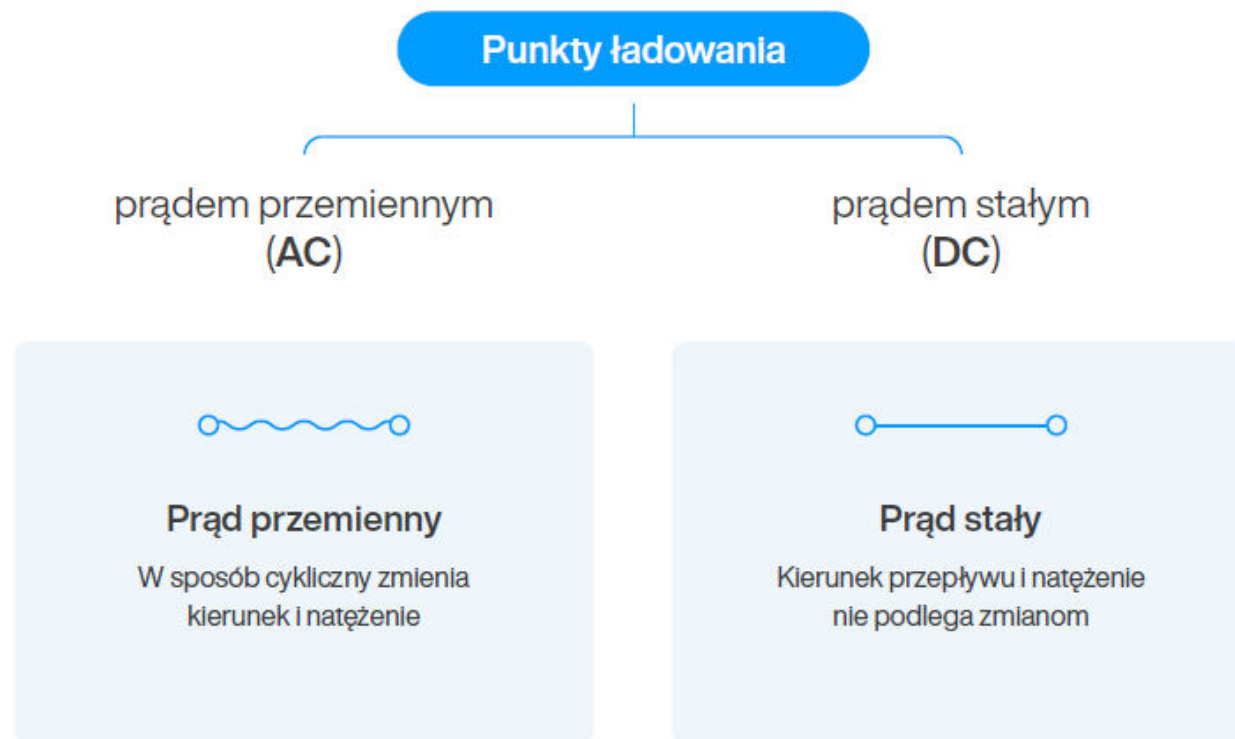 Punkty ładowania
prądem przemiennym
(AC)
prądem stałym
(DC)
Prąd przemienny
W sposób cykliczny zmienia
kierunek i natężenie
Prąd stały
Kierunek przepływu i natężenie
nie podlega zmianom